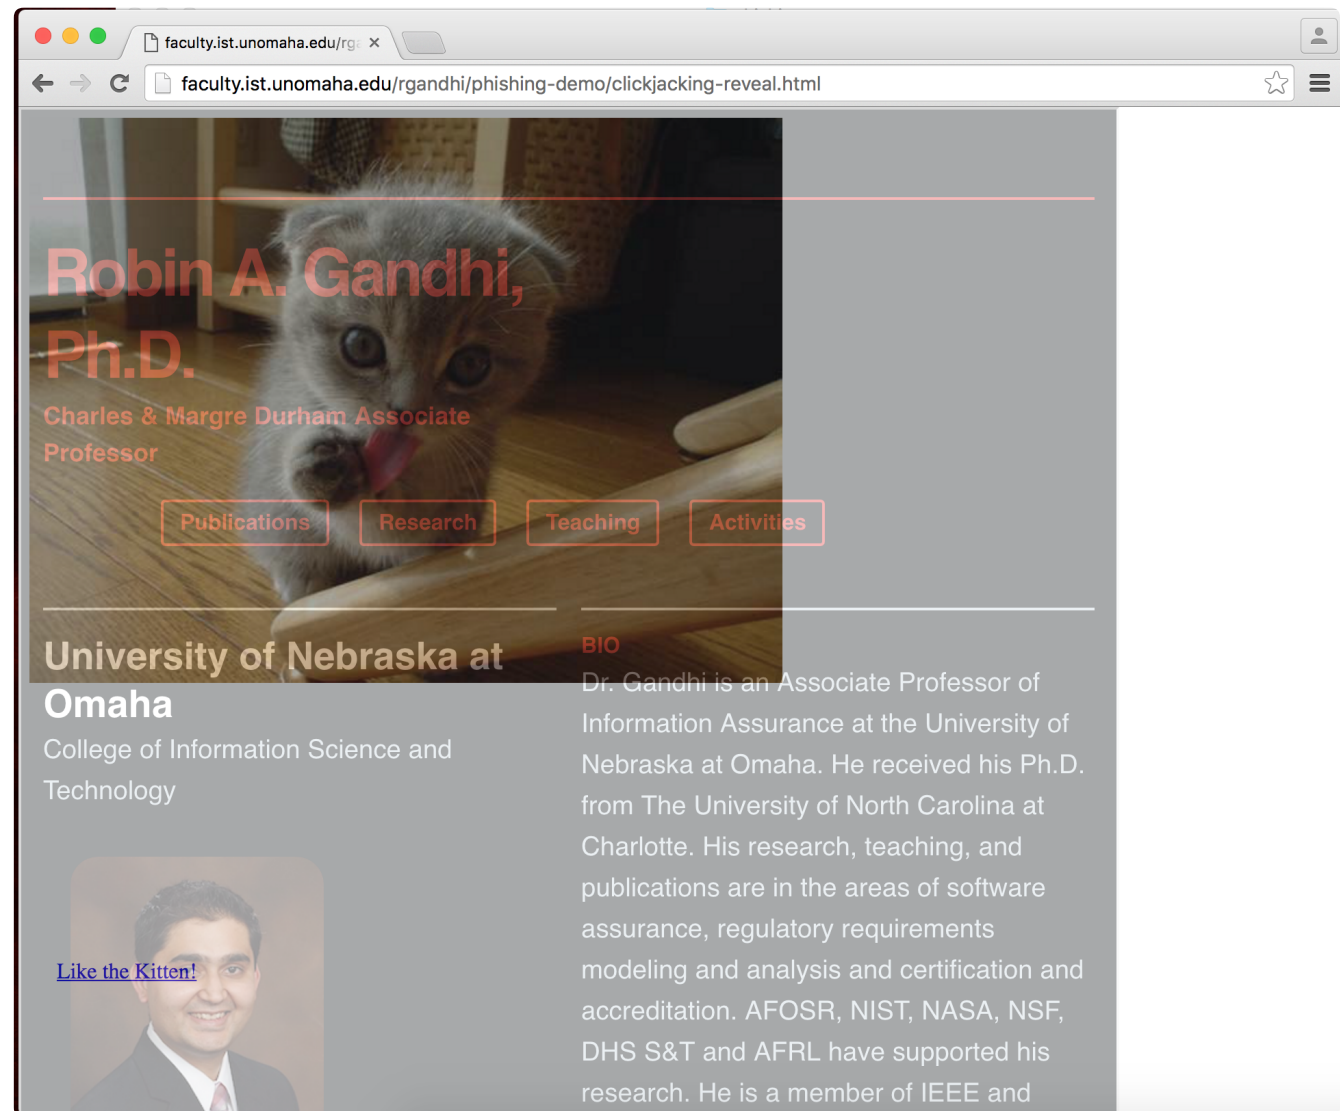 faculty.ist.unomaha.edu/rg
faculty.ist.unomaha.edu/rgandhi/phishing-demo/clickjacking-reveal.html
Robin A. Gandhi,
Ph.D.
Charles & Margre Durham Associate
Professor
Publications Research Teaching Activities
University of Nebraska at
Omaha
College of Information Science and
Technology
Like the Kitten!
BIO
Dr. Gandhi is an Associate Professor of
Information Assurance at the University of
Nebraska at Omaha. He received his Ph.D.
from The University of North Carolina at
Charlotte. His research, teaching, and
publications are in the areas of software
assurance, regulatory requirements
modeling and analysis and certification and
accreditation. AFOSR, NIST, NASA, NSF,
DHS S&T and AFRL have supported his
research. He is a member of IEEE and